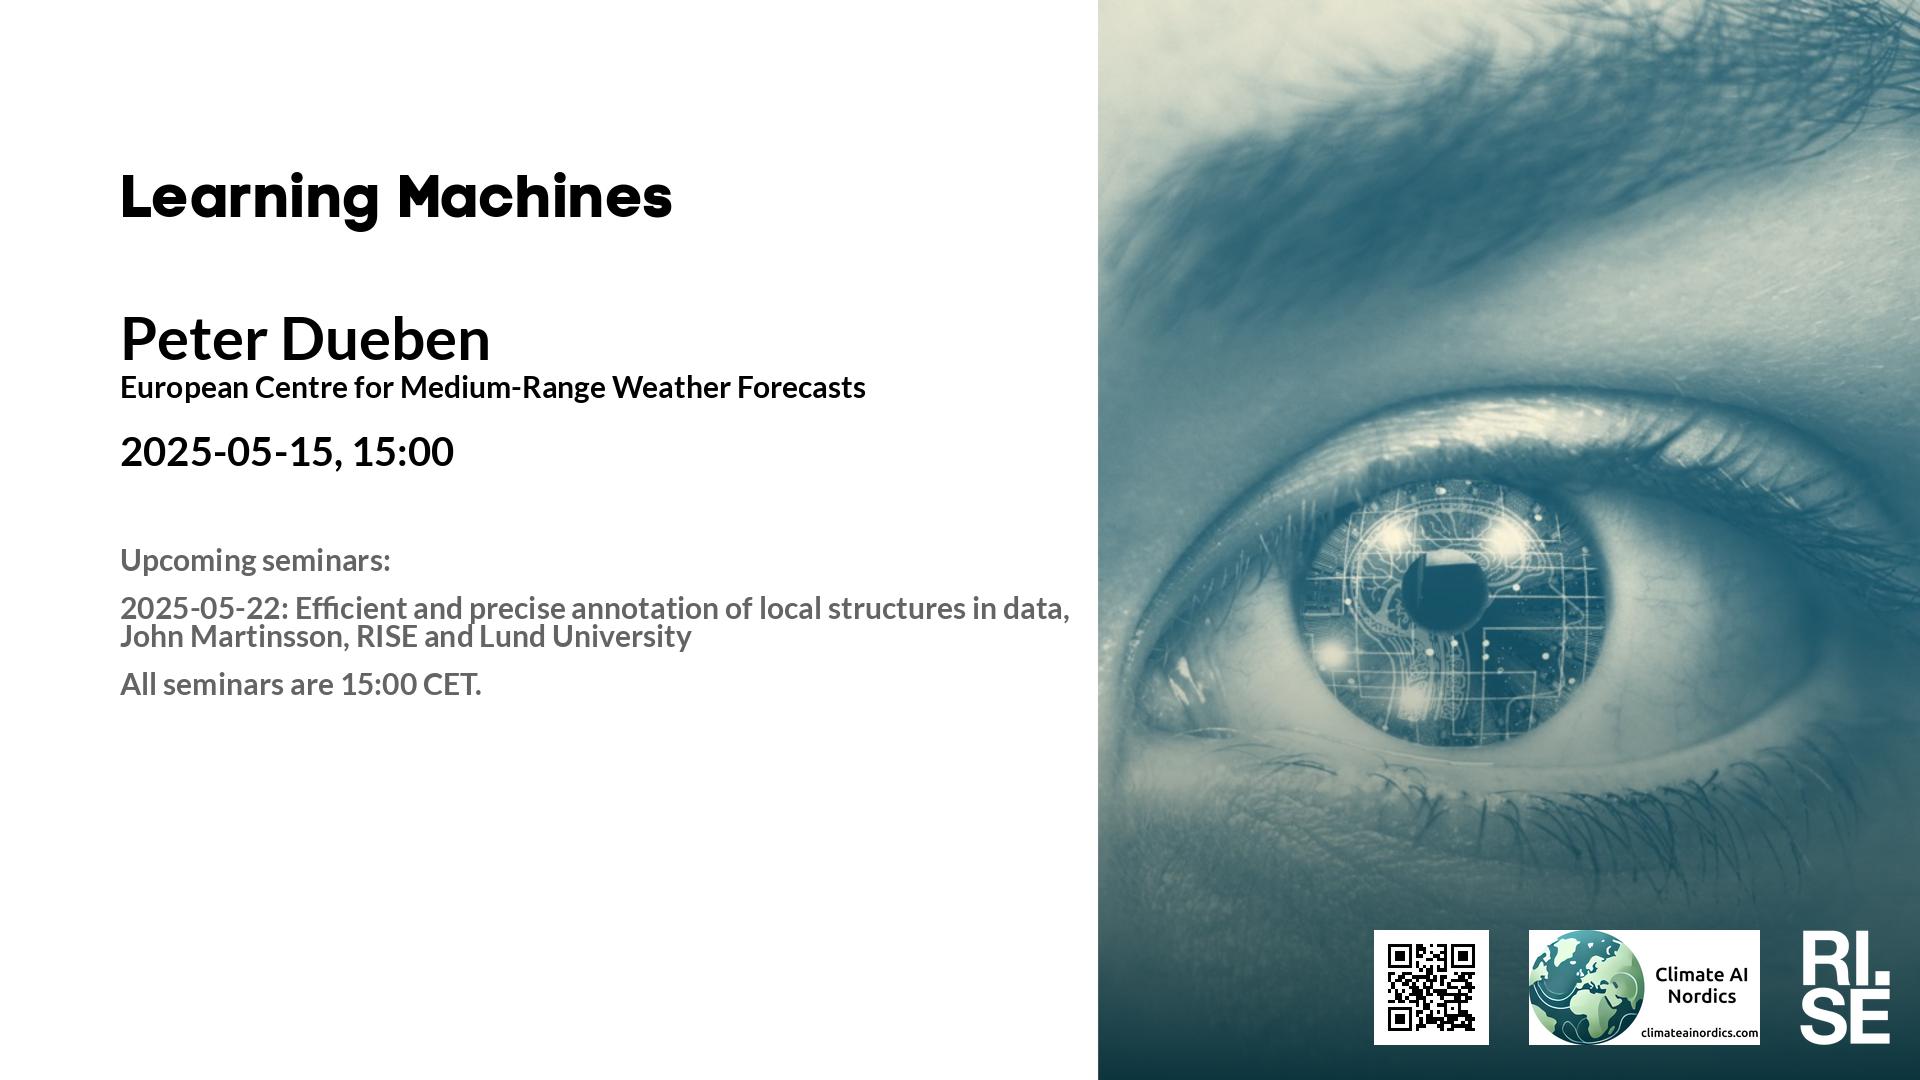 Learning Machines
Peter Dueben
European Centre for Medium-Range Weather Forecasts
2025-05-15, 15:00
Upcoming seminars:
2025-05-22: Efficient and precise annotation of local structures in data,
John Martinsson, RISE and Lund University
All seminars are 15:00 CET.
Climate AI
Nordics
climateainordics.com
RI.
SE